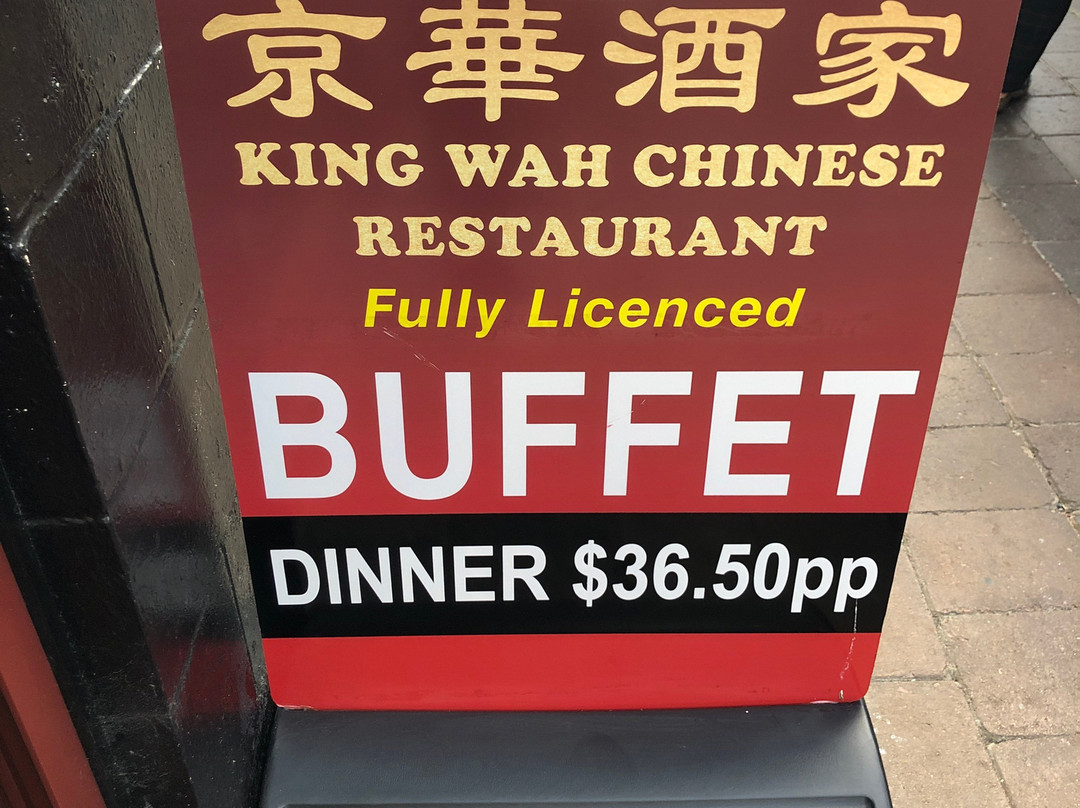 京華酒家
KING WAH CHINESE
RESTAURANT
Fully Licenced
BUFFET
DINNER $36.50pp